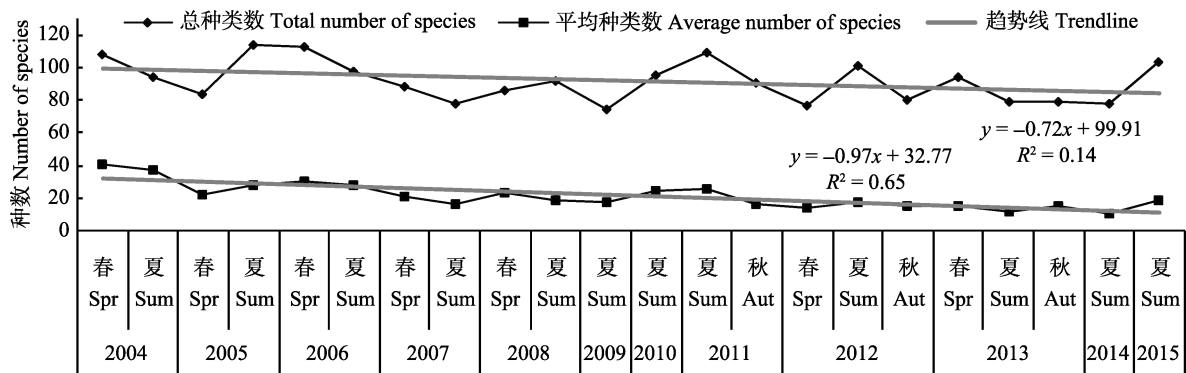 总种类数 Total number of species 平均种类数 Average number of species 趋势线 Trendline
种数 Number of species
120
100
80
60
40
20
0
y = –0.72x + 99.91
R² = 0.14
y = –0.97x + 32.77
R² = 0.65
春 夏 春 夏 春 夏 春 夏 春 夏 夏 夏 夏 秋 春 夏 秋 春 夏 秋 夏 夏
Spr Sum Spr Sum Spr Sum Spr Sum Spr Sum Sum Sum Sum Aut Spr Sum Aut Spr Sum Aut Sum Sum
2004 2005 2006 2007 2008 2009 2010 2011 2012 2013 2014 2015